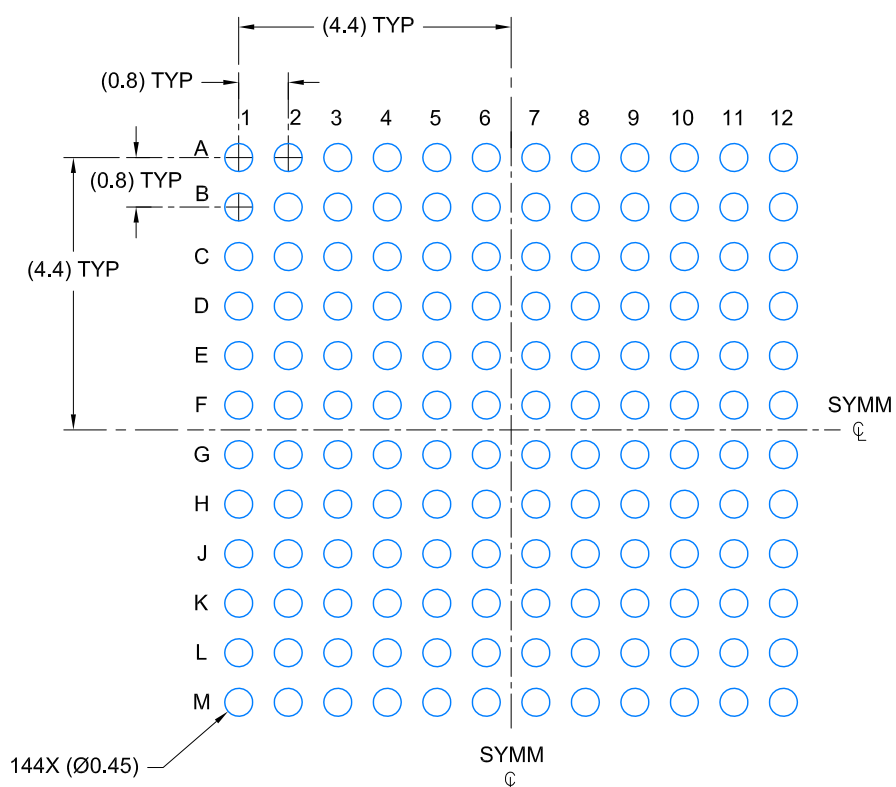 (4.4) TYP
(0.8) TYP
1 2 3 4 5 6 7 8 9 10 11 12
A
(0.8) TYP
B
C
(4.4) TYP
D
E
F
SYMM
℄
G
H
J
K
L
M
144X (Ø0.45)
SYMM
℄